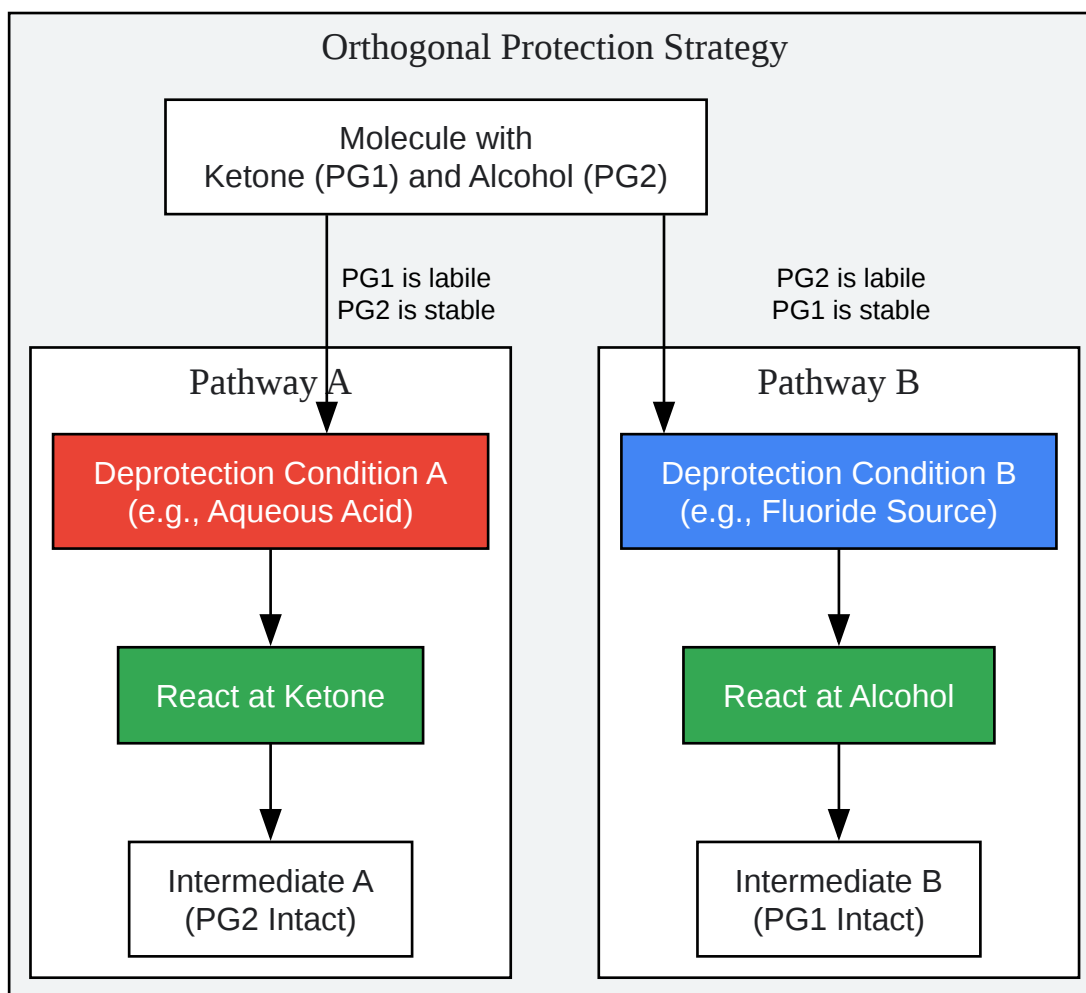 Orthogonal Protection Strategy
Molecule with
Ketone (PG1) and Alcohol (PG2)
PG1 is labile
PG2 is stable
PG2 is labile
PG1 is stable
Pathway A
Deprotection Condition A
(e.g., Aqueous Acid)
React at Ketone
Intermediate A
(PG2 Intact)
Pathway B
Deprotection Condition B
(e.g., Fluoride Source)
React at Alcohol
Intermediate B
(PG1 Intact)